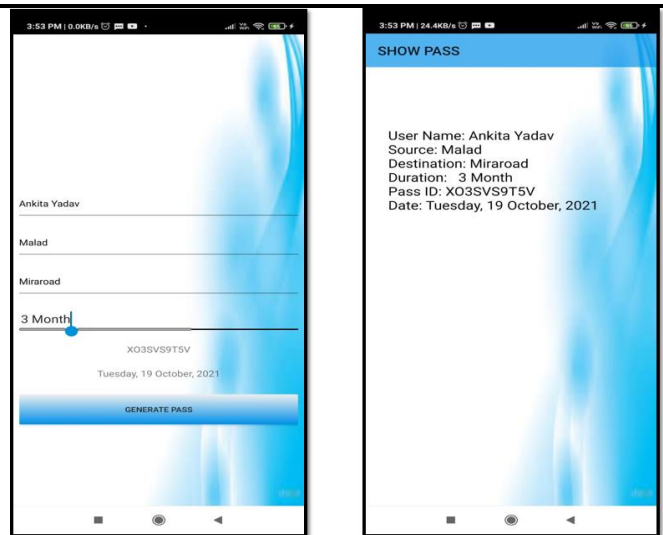 3:53 PM | 0.0KB/s
Ankita Yadav
Malad
Miraroad
3 Month
XO3SVS9T5V
Tuesday, 19 October, 2021
GENERATE PASS
3:53 PM | 24.4KB/s
SHOW PASS
User Name: Ankita Yadav
Source: Malad
Destination: Miraroad
Duration: 3 Month
Pass ID: XO3SVS9T5V
Date: Tuesday, 19 October, 2021